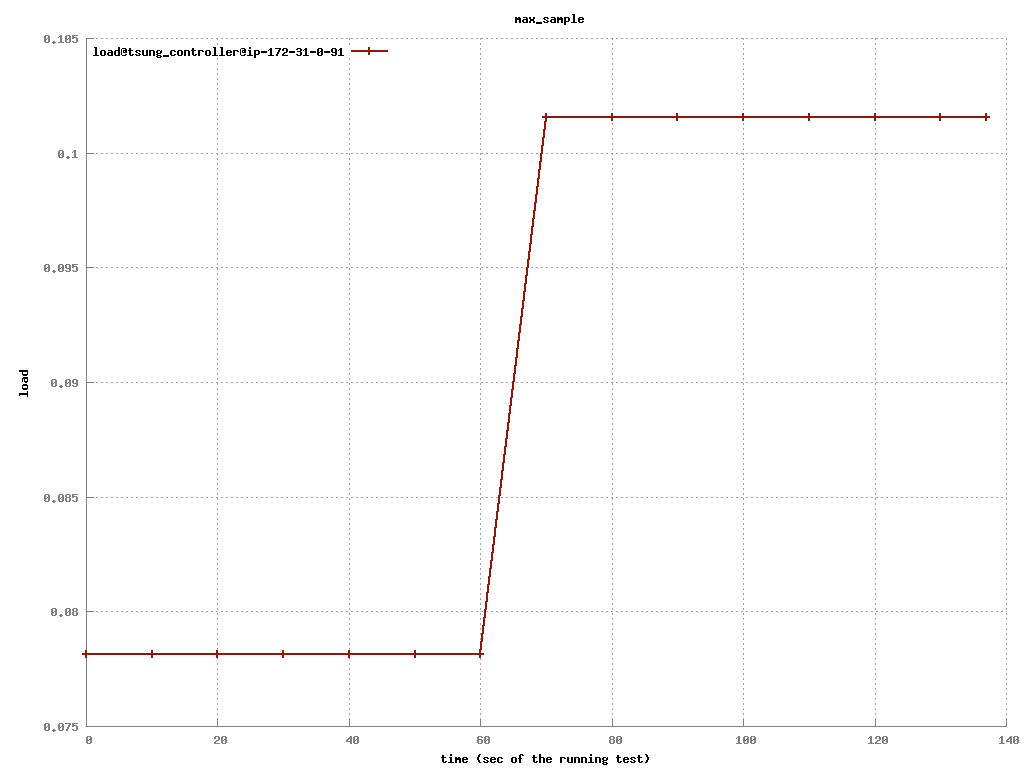 max_sample
load@tsung_controller@ip-172-31-0-91
0.105
0.1
0.095
0.09
0.085
0.08
0.075
load
0 20 40 60 80 100 120 140
time (sec of the running test)